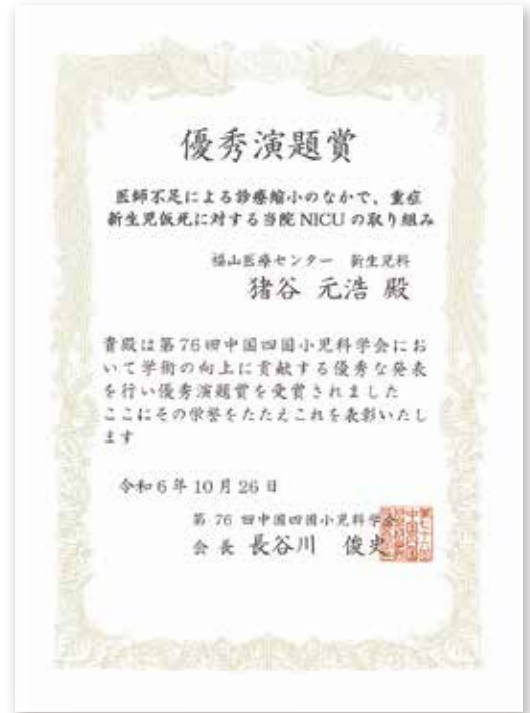 優秀演題賞
医師不足による診療縮小のなかで、重症
新生児仮死に対する当院 NICU の取り組み
福山医療センター 新生児科
猪谷 元浩 殿
貴殿は第76回中国四国小児科学会にお
いて学術の向上に貢献する優秀な発表
を行い優秀演題賞を受賞されました
ここにその栄誉をたたえこれを表彰いたし
ます
令和6年10月26日
第 76 回中国四国小児科学会
会長 長谷川 俊史